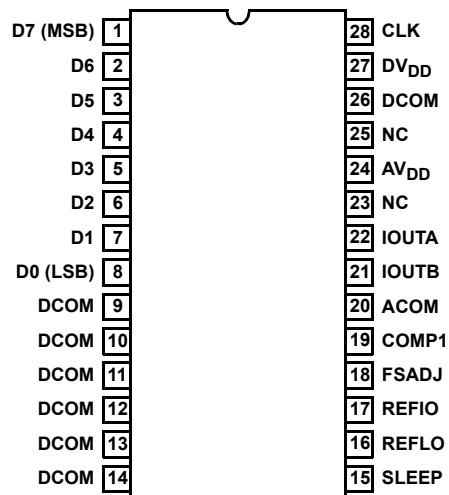 D7 (MSB) 1 28 CLK
D6 2 27 DVDD
D5 3 26 DCOM
D4 4 25 NC
D3 5 24 AVDD
D2 6 23 NC
D1 7 22 IOUTA
D0 (LSB) 8 21 IOUTB
DCOM 9 20 ACOM
DCOM 10 19 COMP1
DCOM 11 18 FSADJ
DCOM 12 17 REFIO
DCOM 13 16 REFLO
DCOM 14 15 SLEEP